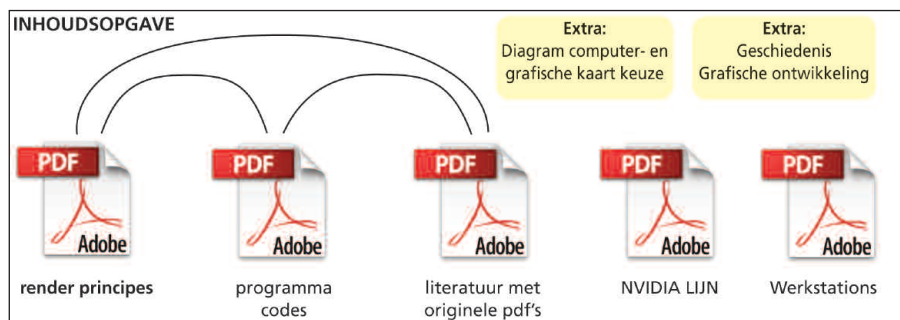 INHOUDSOPGAVE
Extra:
Diagram computer- en
grafische kaart keuze
Extra:
Geschiedenis
Grafische ontwikkeling
PDF
Adobe
render principes
PDF
Adobe
programma
codes
PDF
Adobe
literatuur met
originele pdf's
PDF
Adobe
NVIDIA LIJN
PDF
Adobe
Werkstations